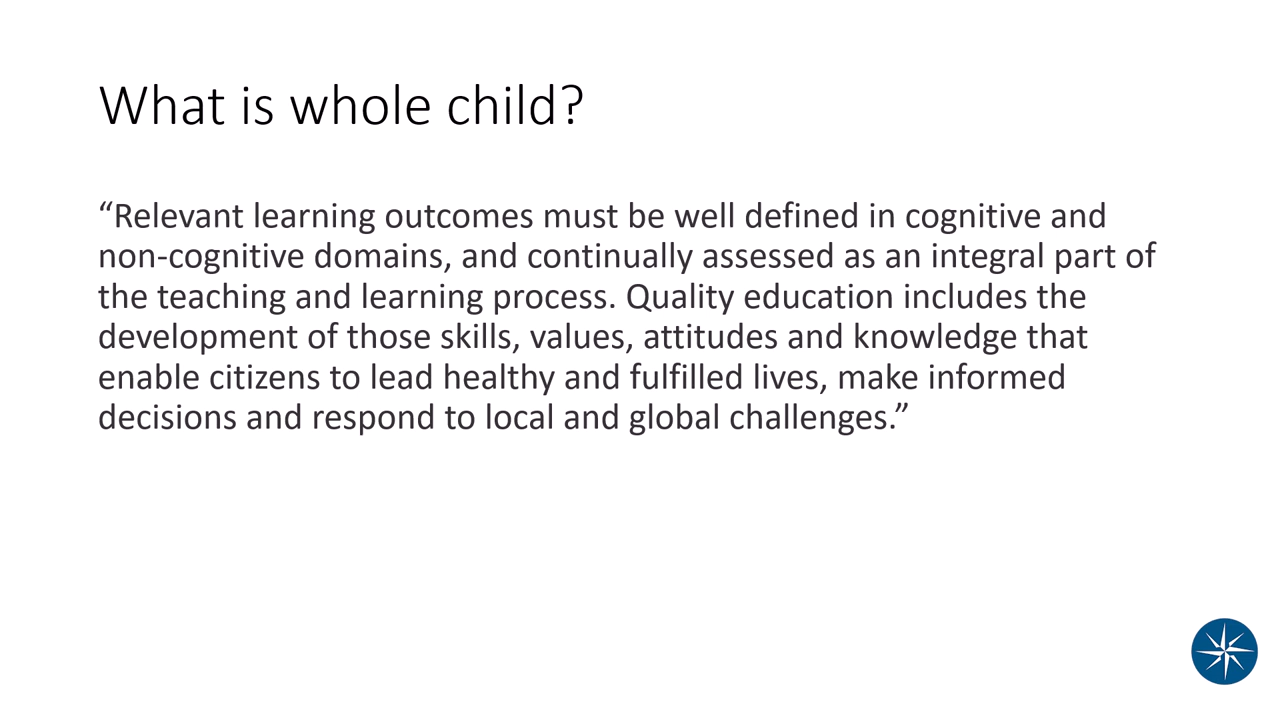 What is whole child?
“Relevant learning outcomes must be well defined in cognitive and
non-cognitive domains, and continually assessed as an integral part of
the teaching and learning process. Quality education includes the
development of those skills, values, attitudes and knowledge that
enable citizens to lead healthy and fulfilled lives, make informed
decisions and respond to local and global challenges.”